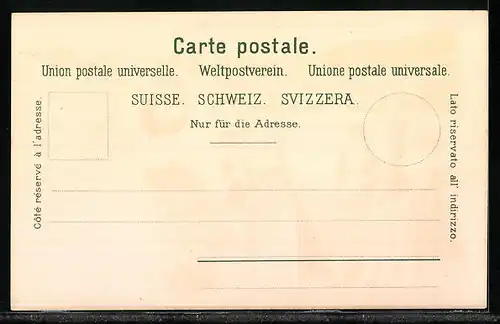 Carte postale.
Union postale universelle. Weltpostverein. Unione postale universale.
SUISSE. SCHWEIZ. SVIZZERA.
Nur für die Adresse.
Côté réservé à l'adresse.
Lato riservato all' indirizzo.